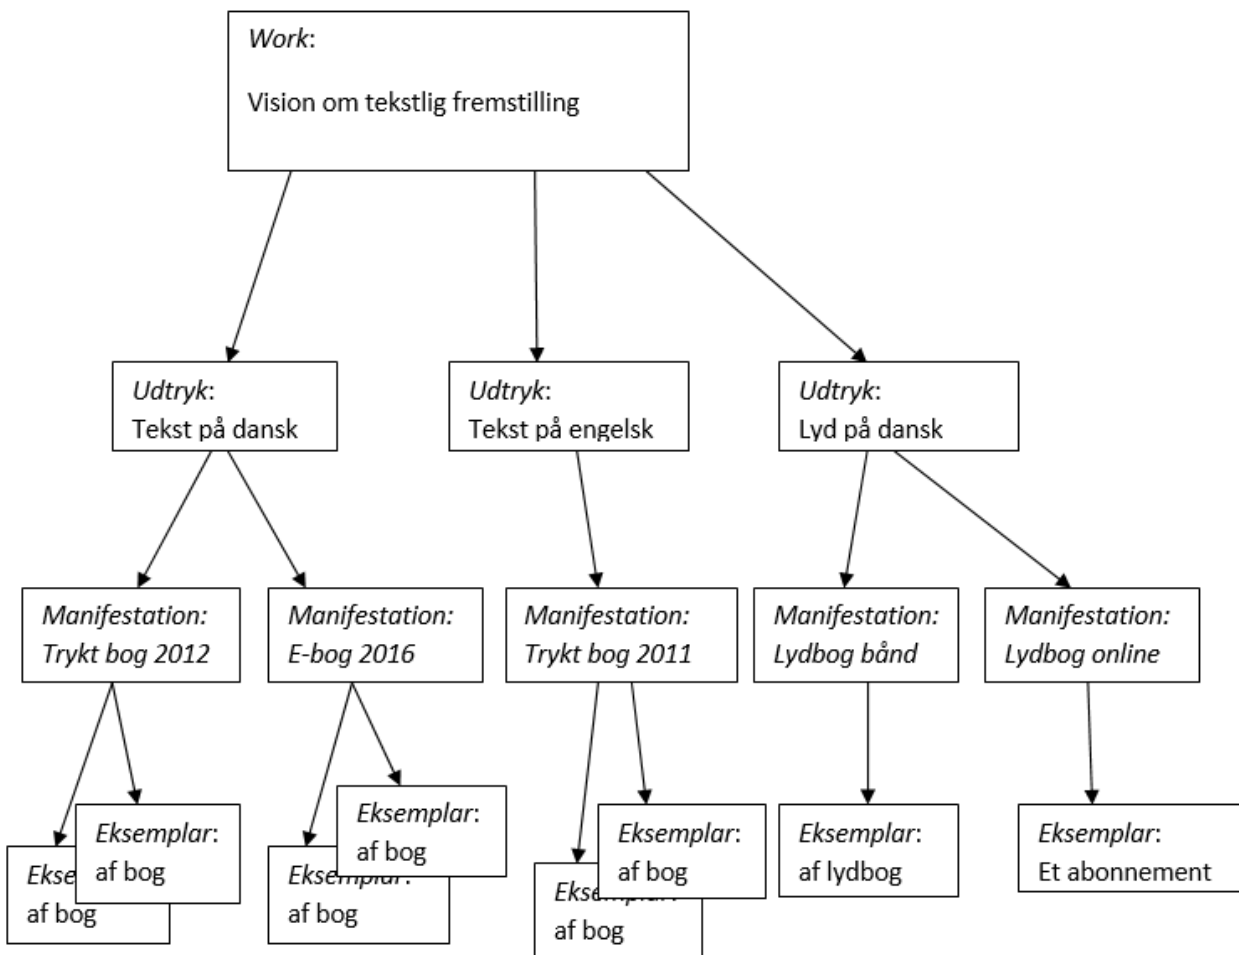 Work:
Vision om tekstlig fremstilling
Udtryk:
Tekst på dansk
Udtryk:
Tekst på engelsk
Udtryk:
Lyd på dansk
Manifestation:
Trykt bog 2012
Manifestation:
E-bog 2016
Manifestation:
Trykt bog 2011
Manifestation:
Lydbog bånd
Manifestation:
Lydbog online
Eksemplar:
af bog
Eksemplar:
af bog
Eksemplar:
af bog
Eksemplar:
af bog
Eksemplar:
af bog
Eksemplar:
af lydbog
Eksemplar:
Et abonnement
af bog